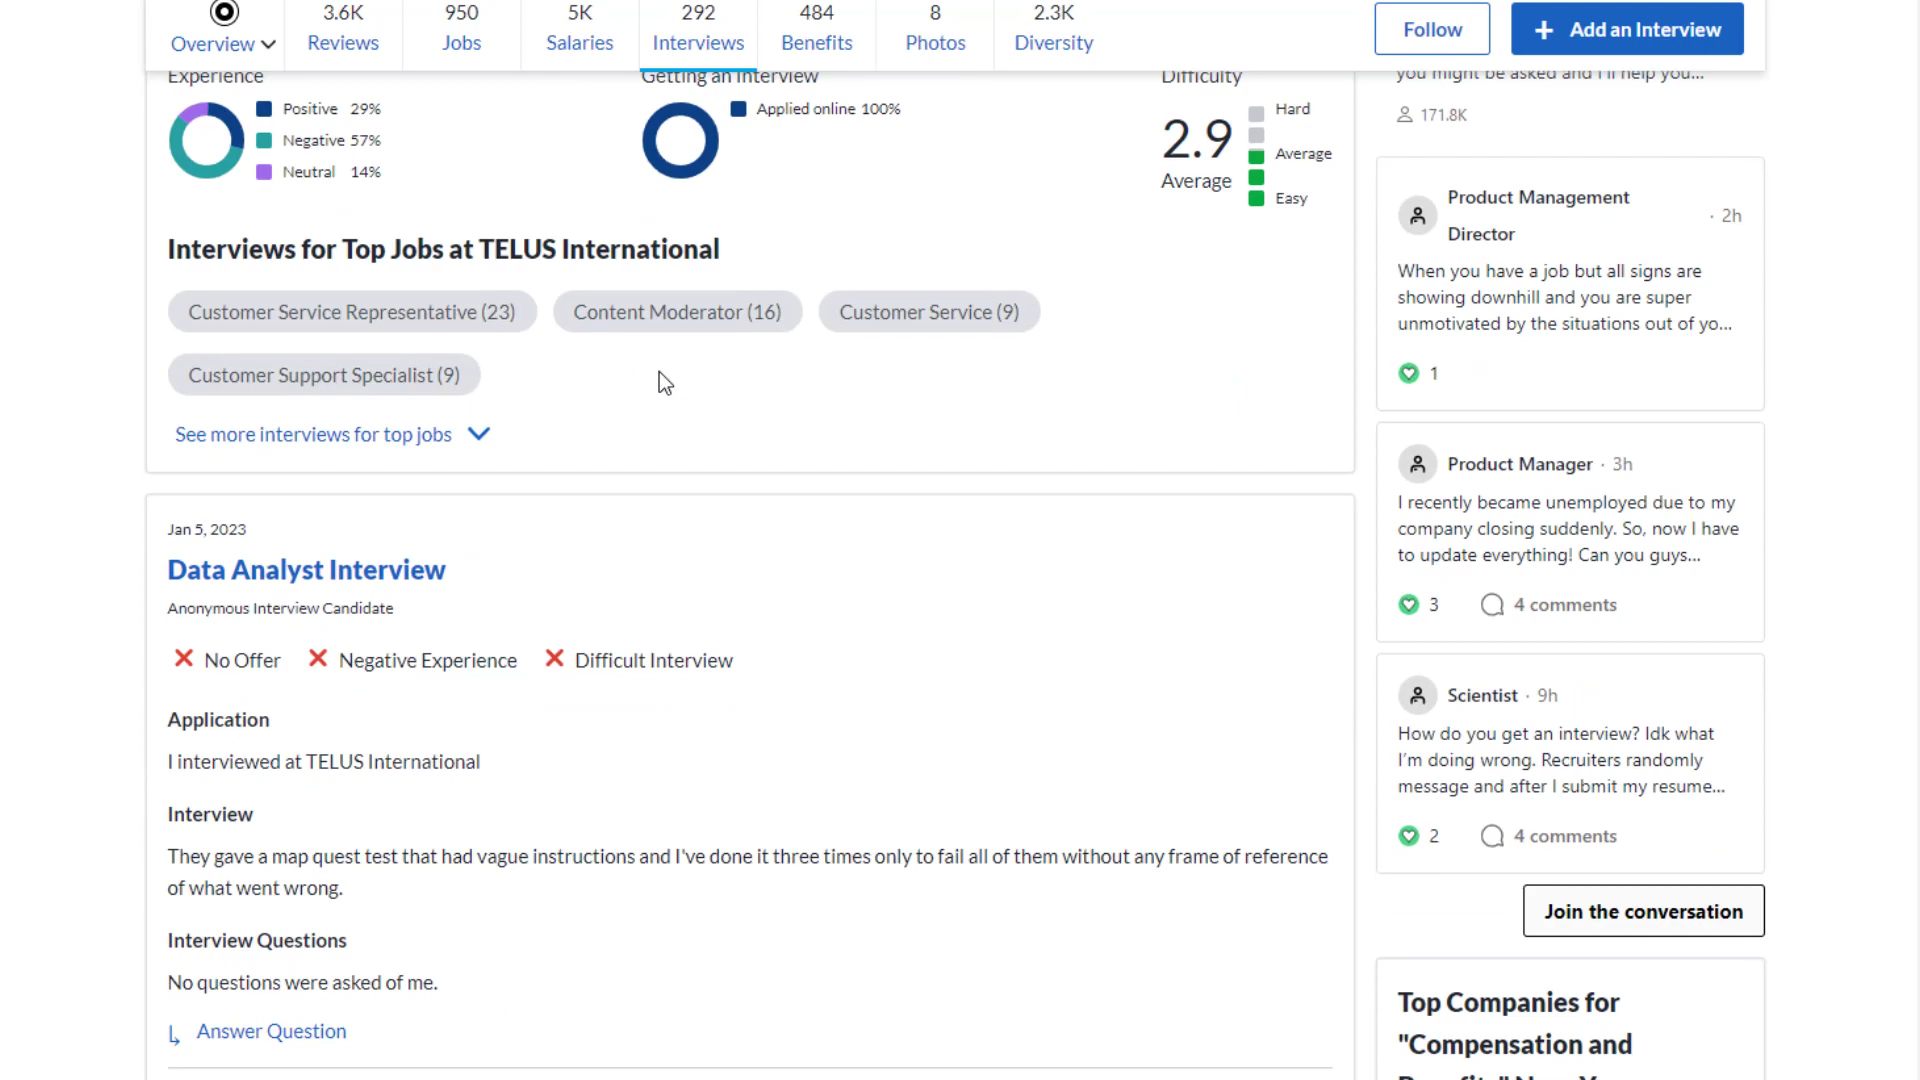 3.6K 950 5K 292 484 8 2.3K
Overview Reviews Jobs Salaries Interviews Benefits Photos Diversity
Follow
+ Add an Interview
Experience
Positive 29%
Negative 57%
Neutral 14%
Getting an Interview
Applied online 100%
Difficulty
2.9
Average
Hard
Average
Easy
Interviews for Top Jobs at TELUS International
Customer Service Representative (23) Content Moderator (16) Customer Service (9)
Customer Support Specialist (9)
See more interviews for top jobs
Jan 5, 2023
Data Analyst Interview
Anonymous Interview Candidate
No Offer Negative Experience Difficult Interview
Application
I interviewed at TELUS International
Interview
They gave a map quest test that had vague instructions and I've done it three times only to fail all of them without any frame of reference
of what went wrong.
Interview Questions
No questions were asked of me.
Answer Question
you might be asked and I'll help you...
171.8K
Product Management
Director
· 2h
When you have a job but all signs are
showing downhill and you are super
unmotivated by the situations out of yo...
1
Product Manager · 3h
I recently became unemployed due to my
company closing suddenly. So, now I have
to update everything! Can you guys...
3 4 comments
Scientist · 9h
How do you get an interview? Idk what
I'm doing wrong. Recruiters randomly
message and after I submit my resume...
2 4 comments
Join the conversation
Top Companies for
"Compensation and